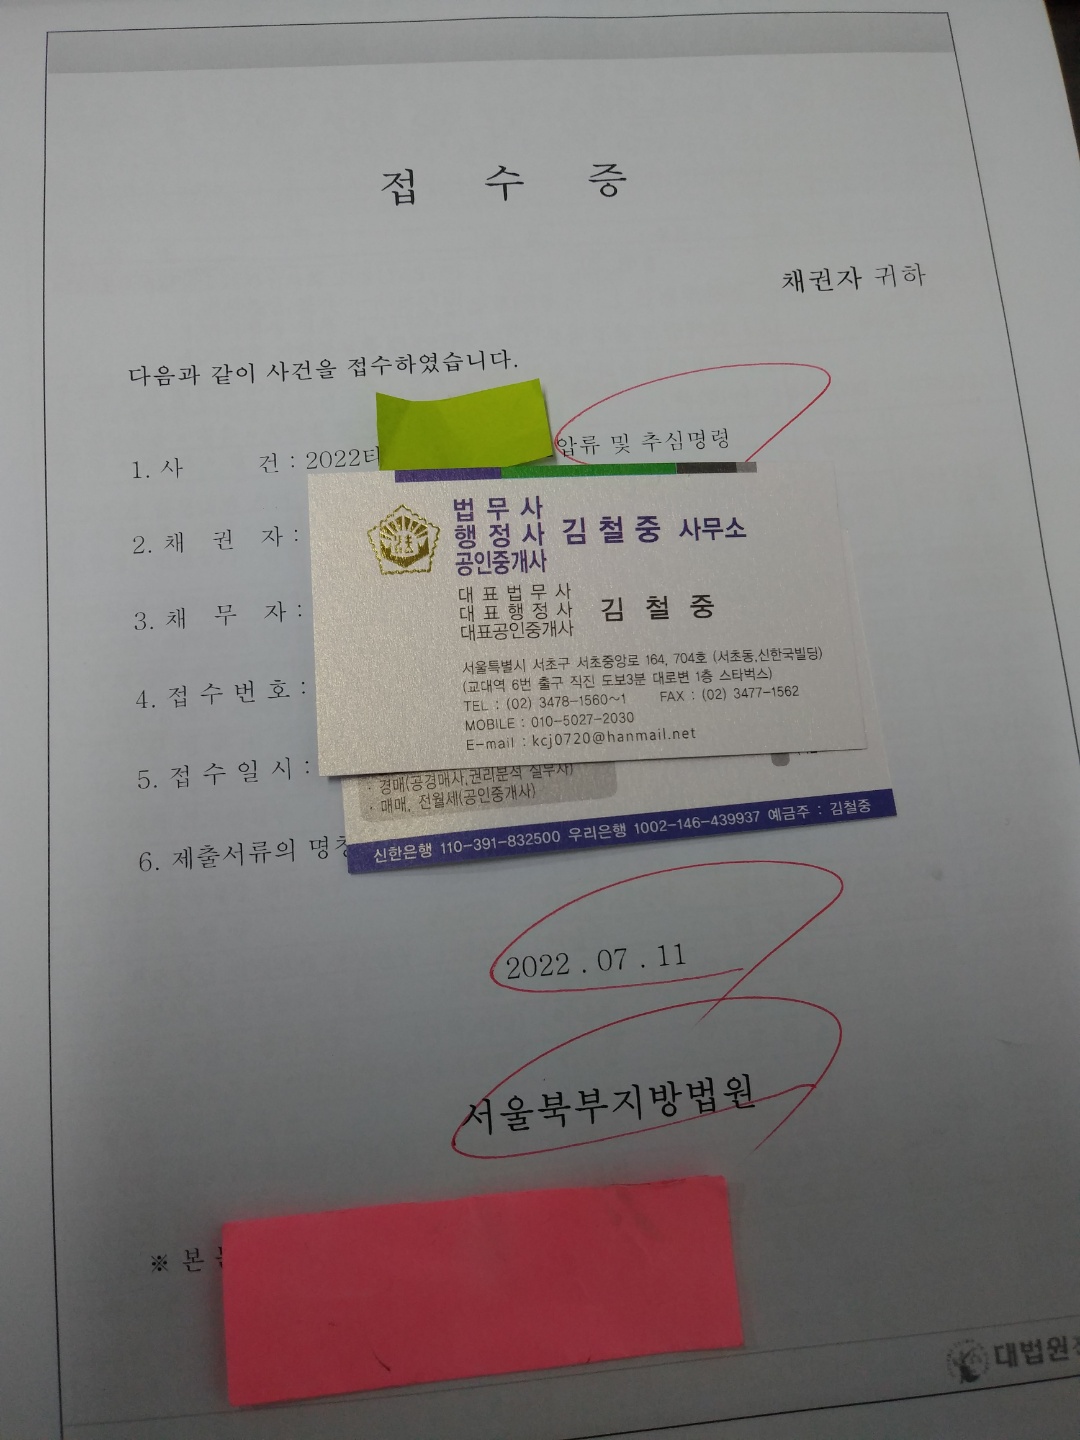 접 수 증
채권자 귀하
다음과 같이 사건을 접수하였습니다.
1. 사 건 : 2022타 압류 및 추심명령
2. 채 권 자 :
3. 채 무 자 :
4. 접 수 번 호 :
5. 접 수 일 시 :
6. 제출서류의 명칭
법 무 사
행 정 사 김 철 중 사무소
공인중개사
대 표 법 무 사
대 표 행 정 사 김 철 중
대표공인중개사
서울특별시 서초구 서초중앙로 164, 704호 (서초동,신한국빌딩)
(교대역 6번 출구 직진 도보3분 대로변 1층 스타벅스)
TEL : (02) 3478-1560~1 FAX : (02) 3477-1562
MOBILE : 010-5027-2030
E-mail : kcj0720@hanmail.net
· 경매(공경매사,권리분석 실무사)
· 매매, 전월세(공인중개사)
신한은행 110-391-832500 우리은행 1002-146-439937 예금주 : 김철중
2022 . 07 . 11
서울북부지방법원
※ 본
대법원